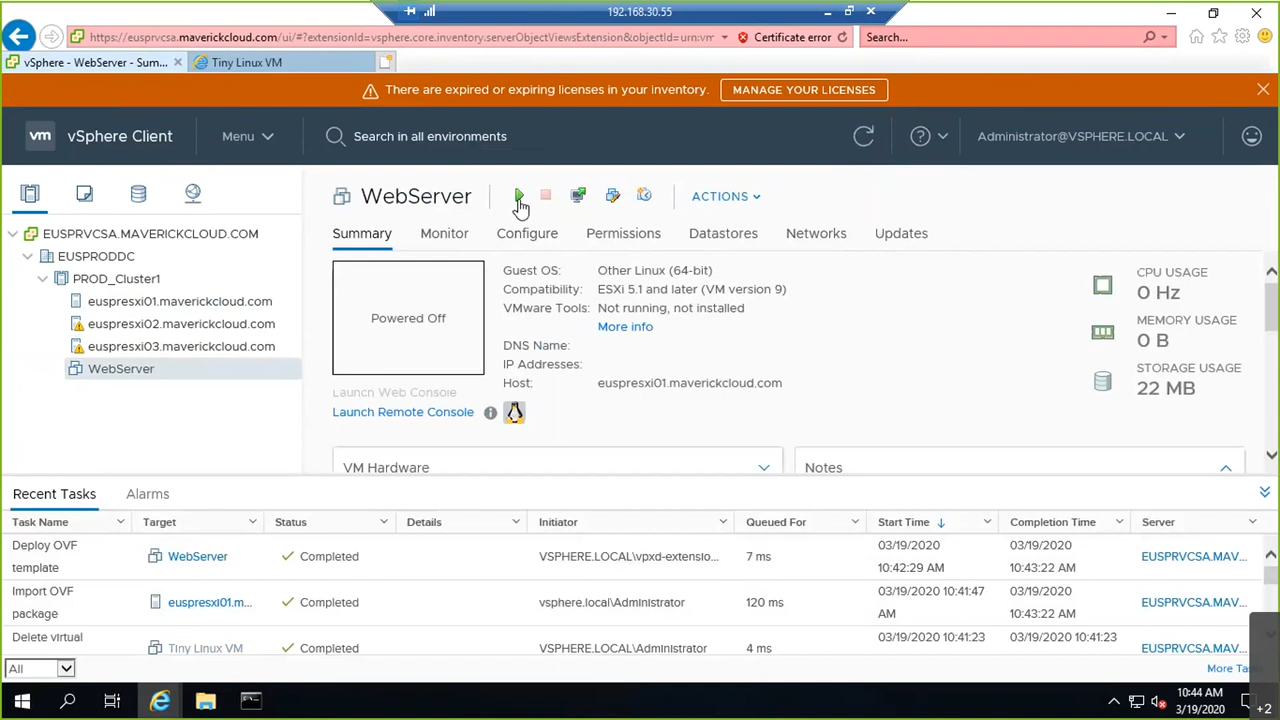 192.168.30.55
https://eusprvcsa.maverickcloud.com/ui/#?extensionId=vsphere.core.inventory.serverObjectViewsExtension&objectId=urn:vm
Certificate error
Search...
vSphere - WebServer - Sum...
Tiny Linux VM
There are expired or expiring licenses in your inventory.
MANAGE YOUR LICENSES
vm
vSphere Client
Menu
Search in all environments
Administrator@VSPHERE.LOCAL
WebServer
ACTIONS
Summary
Monitor
Configure
Permissions
Datastores
Networks
Updates
EUSPRVCSA.MAVERICKCLOUD.COM
EUSPRODDC
PROD_Cluster1
euspresxi01.maverickcloud.com
euspresxi02.maverickcloud.com
euspresxi03.maverickcloud.com
WebServer
Powered Off
Launch Web Console
Launch Remote Console
Guest OS: Other Linux (64-bit)
Compatibility: ESXi 5.1 and later (VM version 9)
VMware Tools: Not running, not installed
More info
DNS Name:
IP Addresses:
Host: euspresxi01.maverickcloud.com
CPU USAGE
0 Hz
MEMORY USAGE
0 B
STORAGE USAGE
22 MB
VM Hardware
Notes
Recent Tasks
Alarms
Task Name Target Status Details Initiator Queued For Start Time Completion Time Server
Deploy OVF template WebServer Completed VSPHERE.LOCAL\vpxd-extensio... 7 ms 03/19/2020 10:42:29 AM 03/19/2020 10:43:22 AM EUSPRVCSA.MAV...
Import OVF package euspresxi01.m... Completed vsphere.local\Administrator 120 ms 03/19/2020 10:41:47 AM 03/19/2020 10:43:22 AM EUSPRVCSA.MAV...
Delete virtual Tiny Linux VM Completed VSPHERE.LOCAL\Administrator 4 ms 03/19/2020 10:41:23 03/19/2020 10:41:23 EUSPRVCSA.MAV...
All
More Tas
10:44 AM
3/19/2020
+2